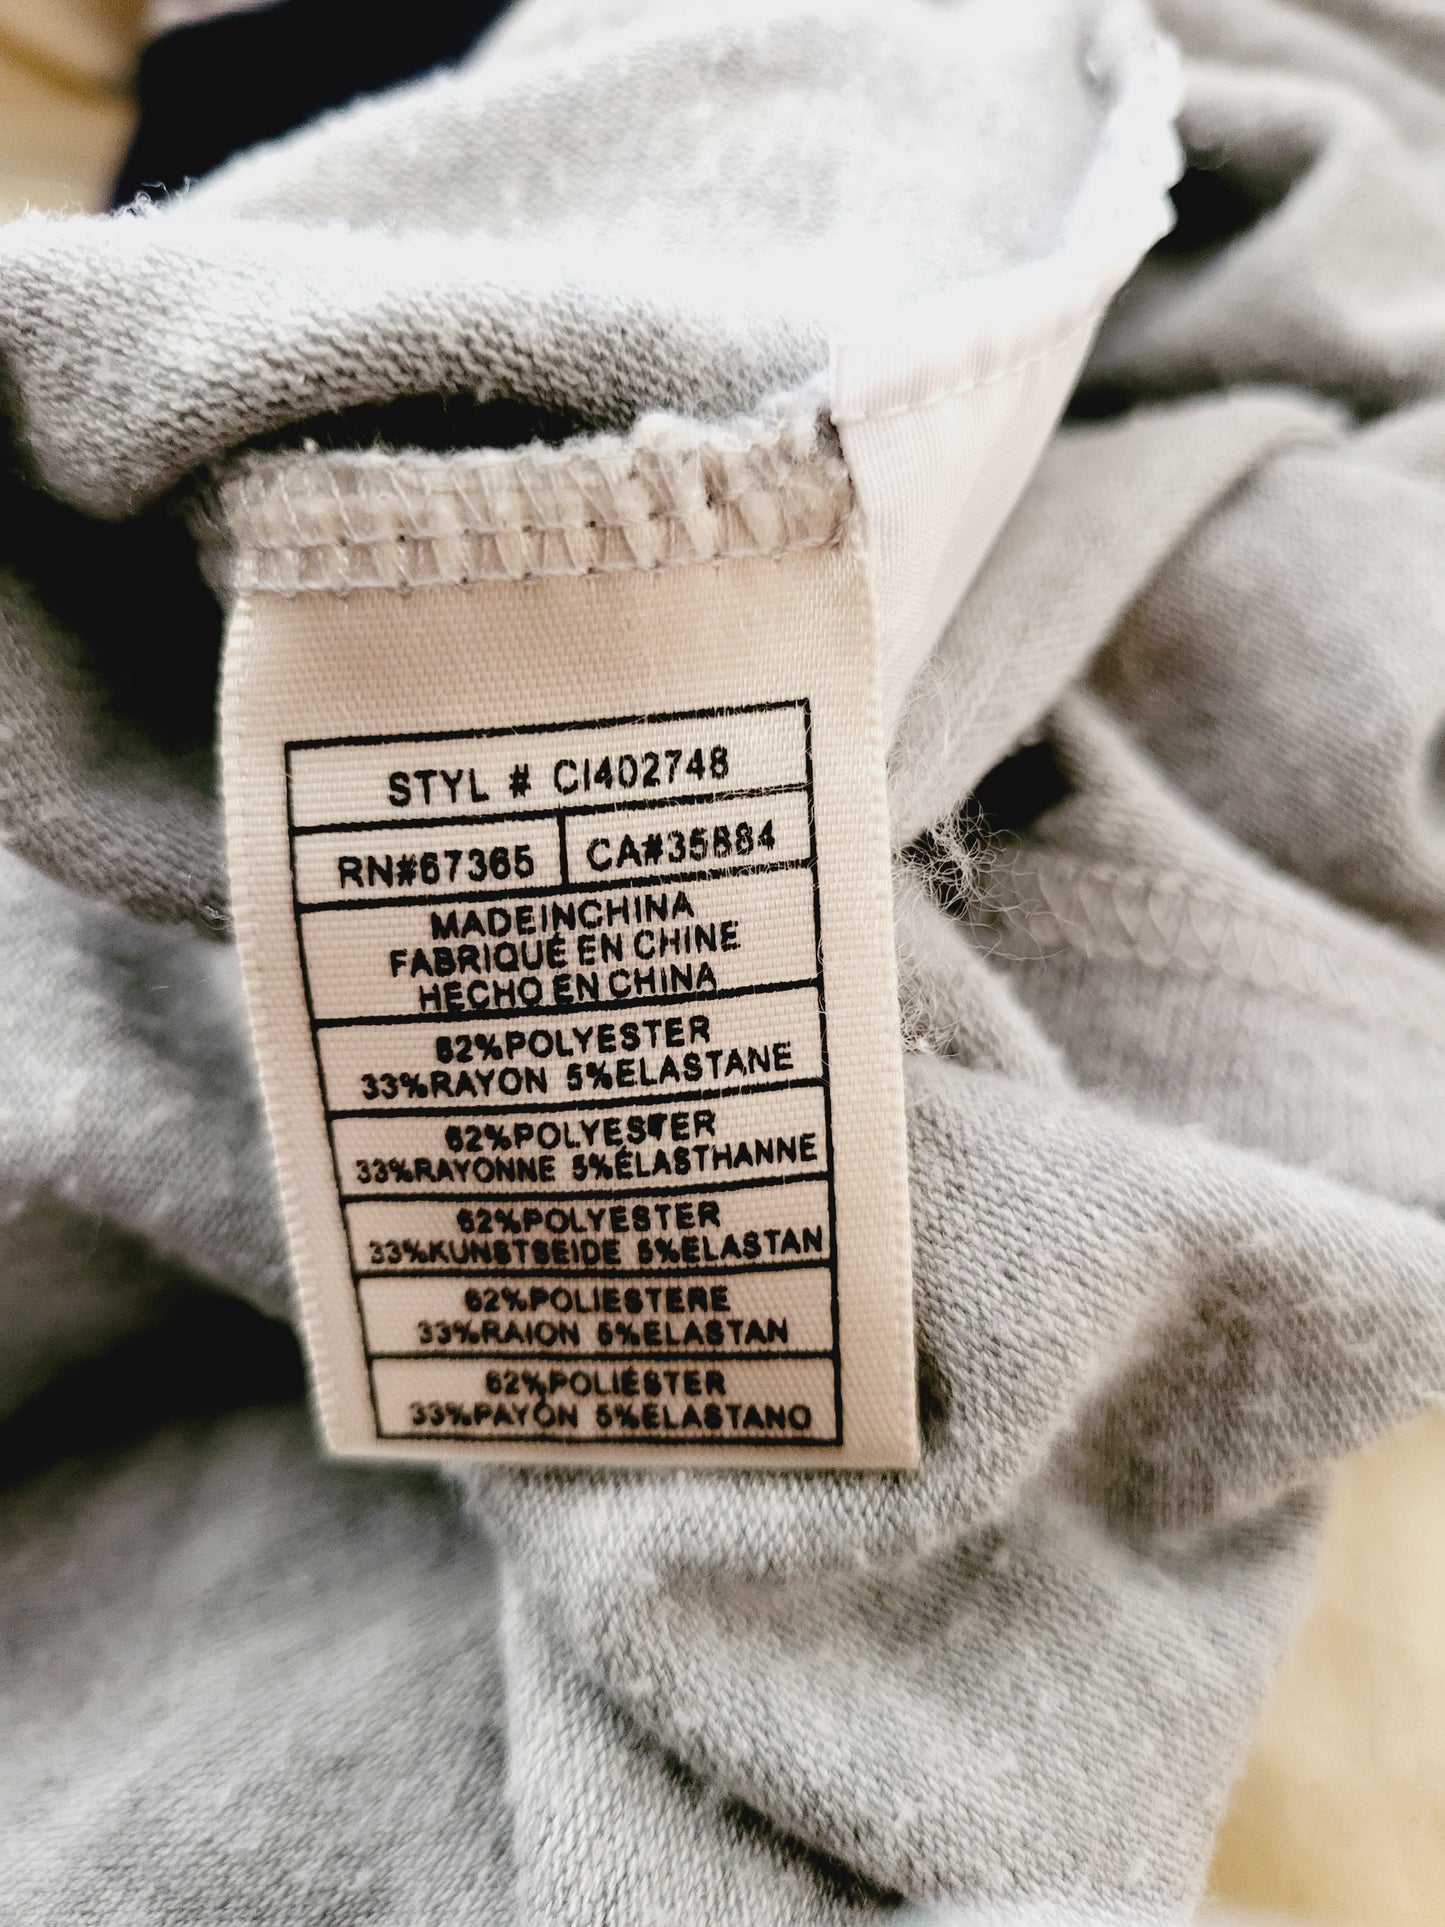 STYL # CI402748
RN#67365 CA#35884
MADEINCHINA
FABRIQUÉ EN CHINE
HECHO EN CHINA
62%POLYESTER
33%RAYON 5%ELASTANE
62%POLYESTER
33%RAYONNE 5%ÉLASTHANNE
62%POLYESTER
33%KUNSTSEIDE 5%ELASTAN
62%POLIESTERE
33%RAION 5%ELASTAN
62%POLIÉSTER
33%PAYÓN 5%ELASTANO